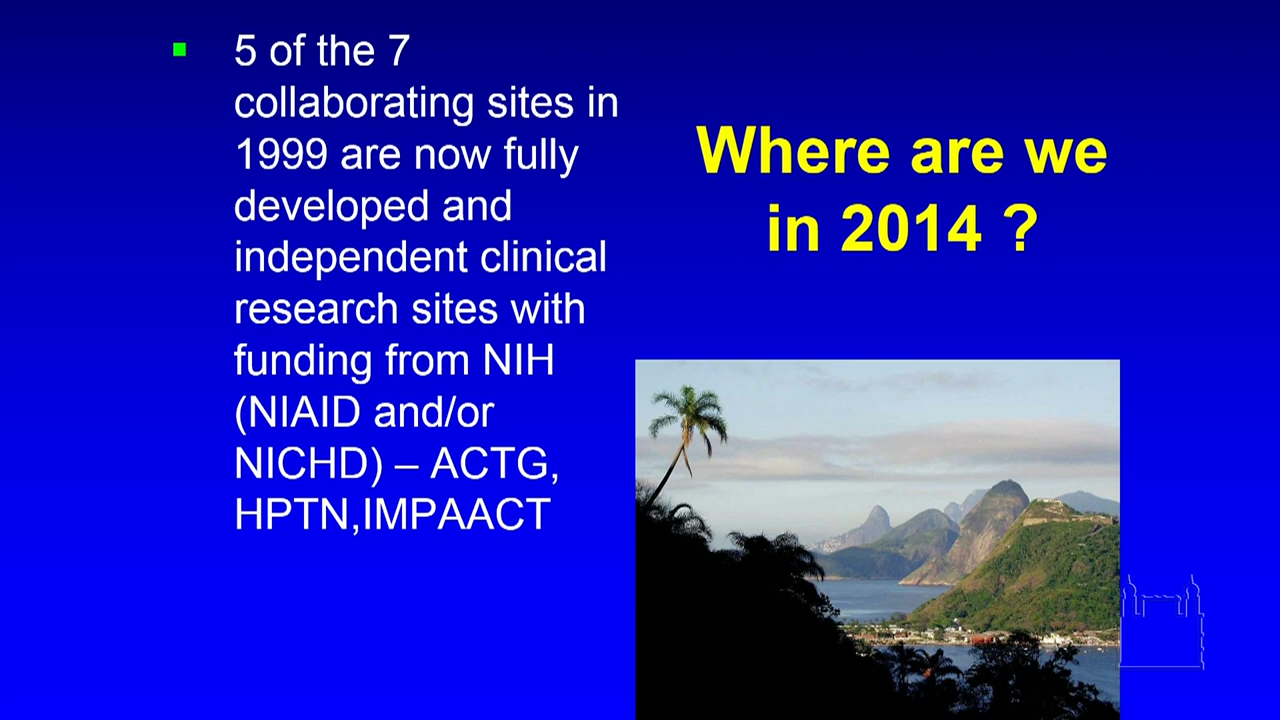 5 of the 7
collaborating sites in
1999 are now fully
developed and
independent clinical
research sites with
funding from NIH
(NIAID and/or
NICHD) – ACTG,
HPTN,IMPAACT
Where are we
in 2014 ?